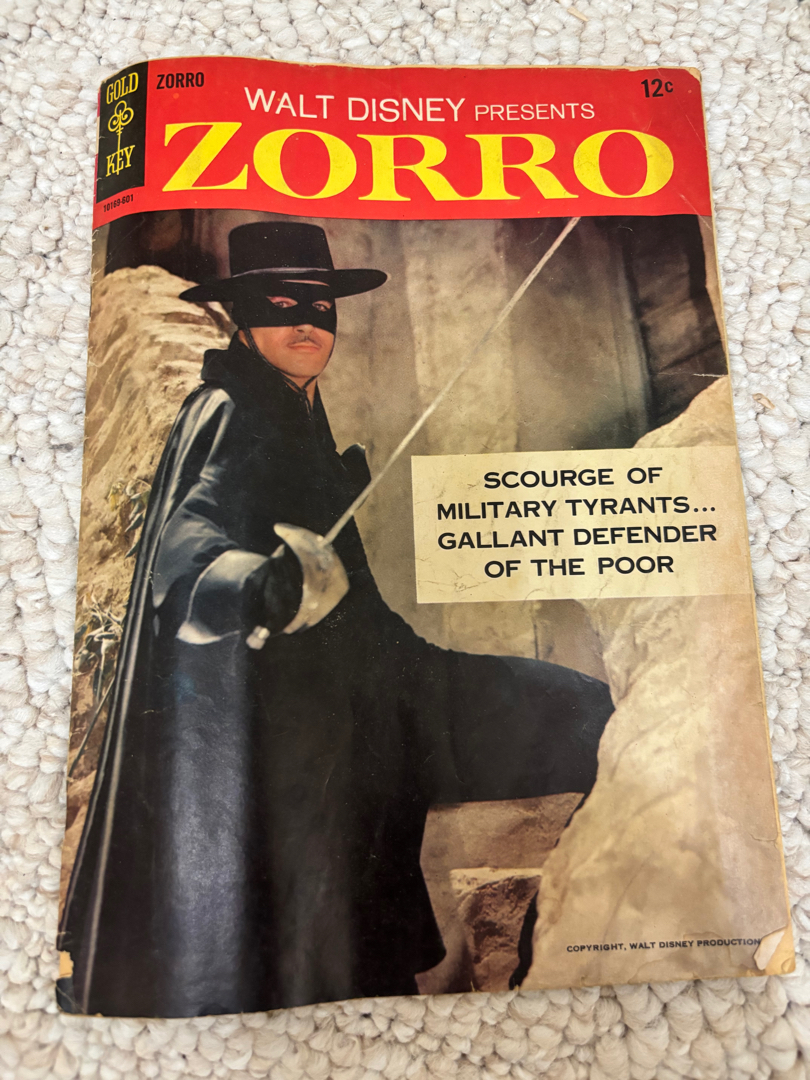 GOLD
KEY
ZORRO
12¢
WALT DISNEY PRESENTS
ZORRO
10169-601
SCOURGE OF
MILITARY TYRANTS...
GALLANT DEFENDER
OF THE POOR
COPYRIGHT, WALT DISNEY PRODUCTION